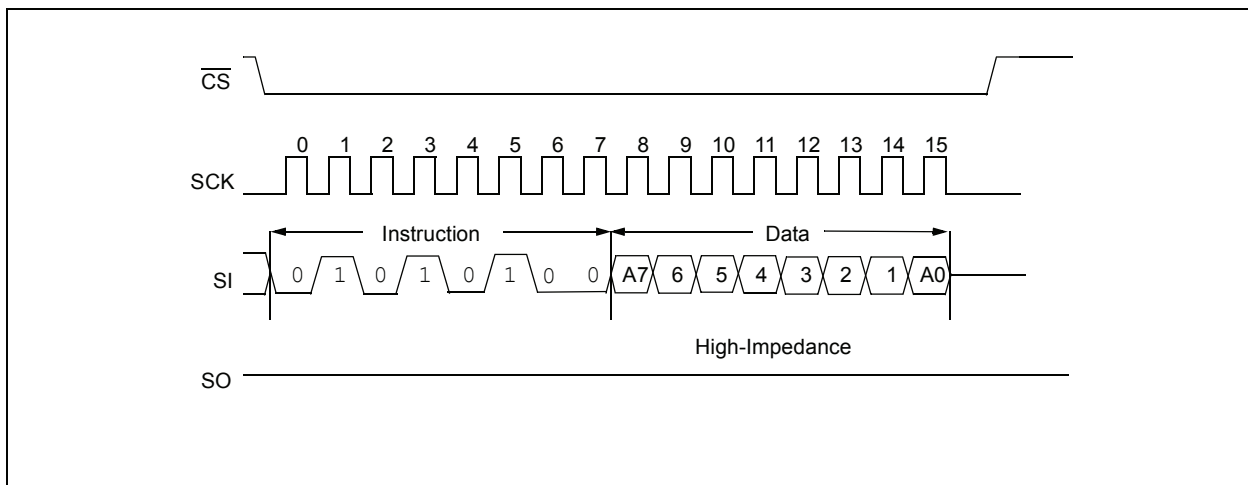 CS
0 1 2 3 4 5 6 7 8 9 10 11 12 13 14 15
SCK
Instruction Data
SI 0 1 0 1 0 1 0 0 A7 6 5 4 3 2 1 A0
High-Impedance
SO